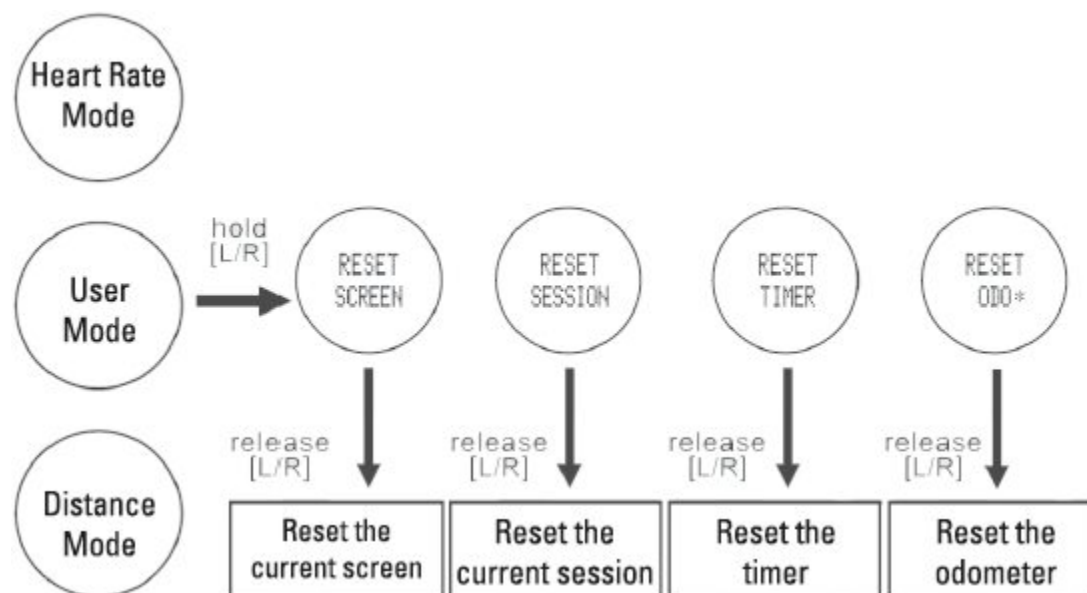 Heart Rate
Mode
hold
[L/R]
User
Mode
RESET
SCREEN
RESET
SESSION
RESET
TIMER
RESET
ODO*
release
[L/R]
release
[L/R]
release
[L/R]
release
[L/R]
Distance
Mode
Reset the
current screen
Reset the
current session
Reset the
timer
Reset the
odometer